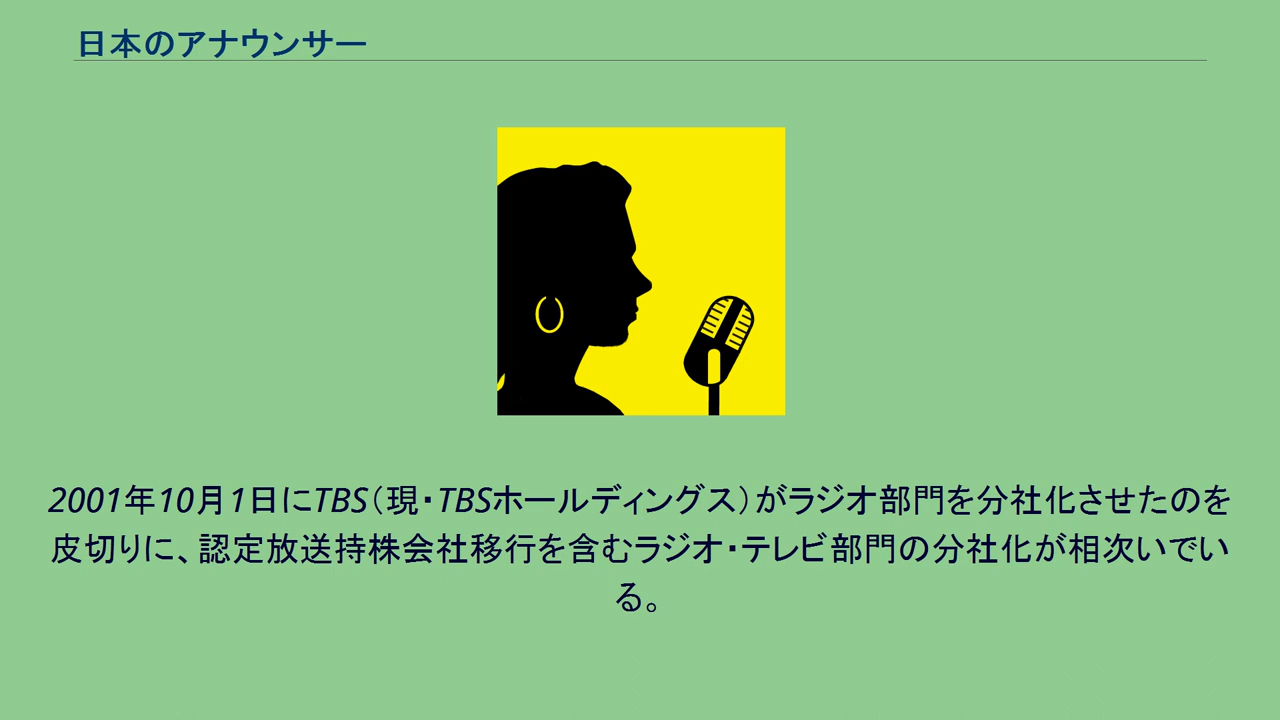 日本のアナウンサー
2001年10月1日にTBS（現・TBSホールディングス）がラジオ部門を分社化させたのを
皮切りに、認定放送持株会社移行を含むラジオ・テレビ部門の分社化が相次いでい
る。